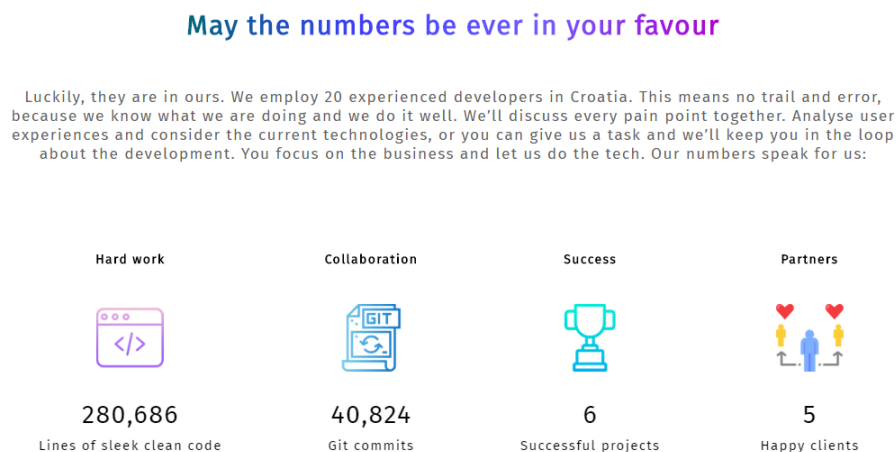 May the numbers be ever in your favour
Luckily, they are in ours. We employ 20 experienced developers in Croatia. This means no trail and error,
because we know what we are doing and we do it well. We'll discuss every pain point together. Analyse user
experiences and consider the current technologies, or you can give us a task and we'll keep you in the loop
about the development. You focus on the business and let us do the tech. Our numbers speak for us:
Hard work
Collaboration
Success
Partners
</>
GIT
280,686
40,824
6
5
Lines of sleek clean code
Git commits
Successful projects
Happy clients